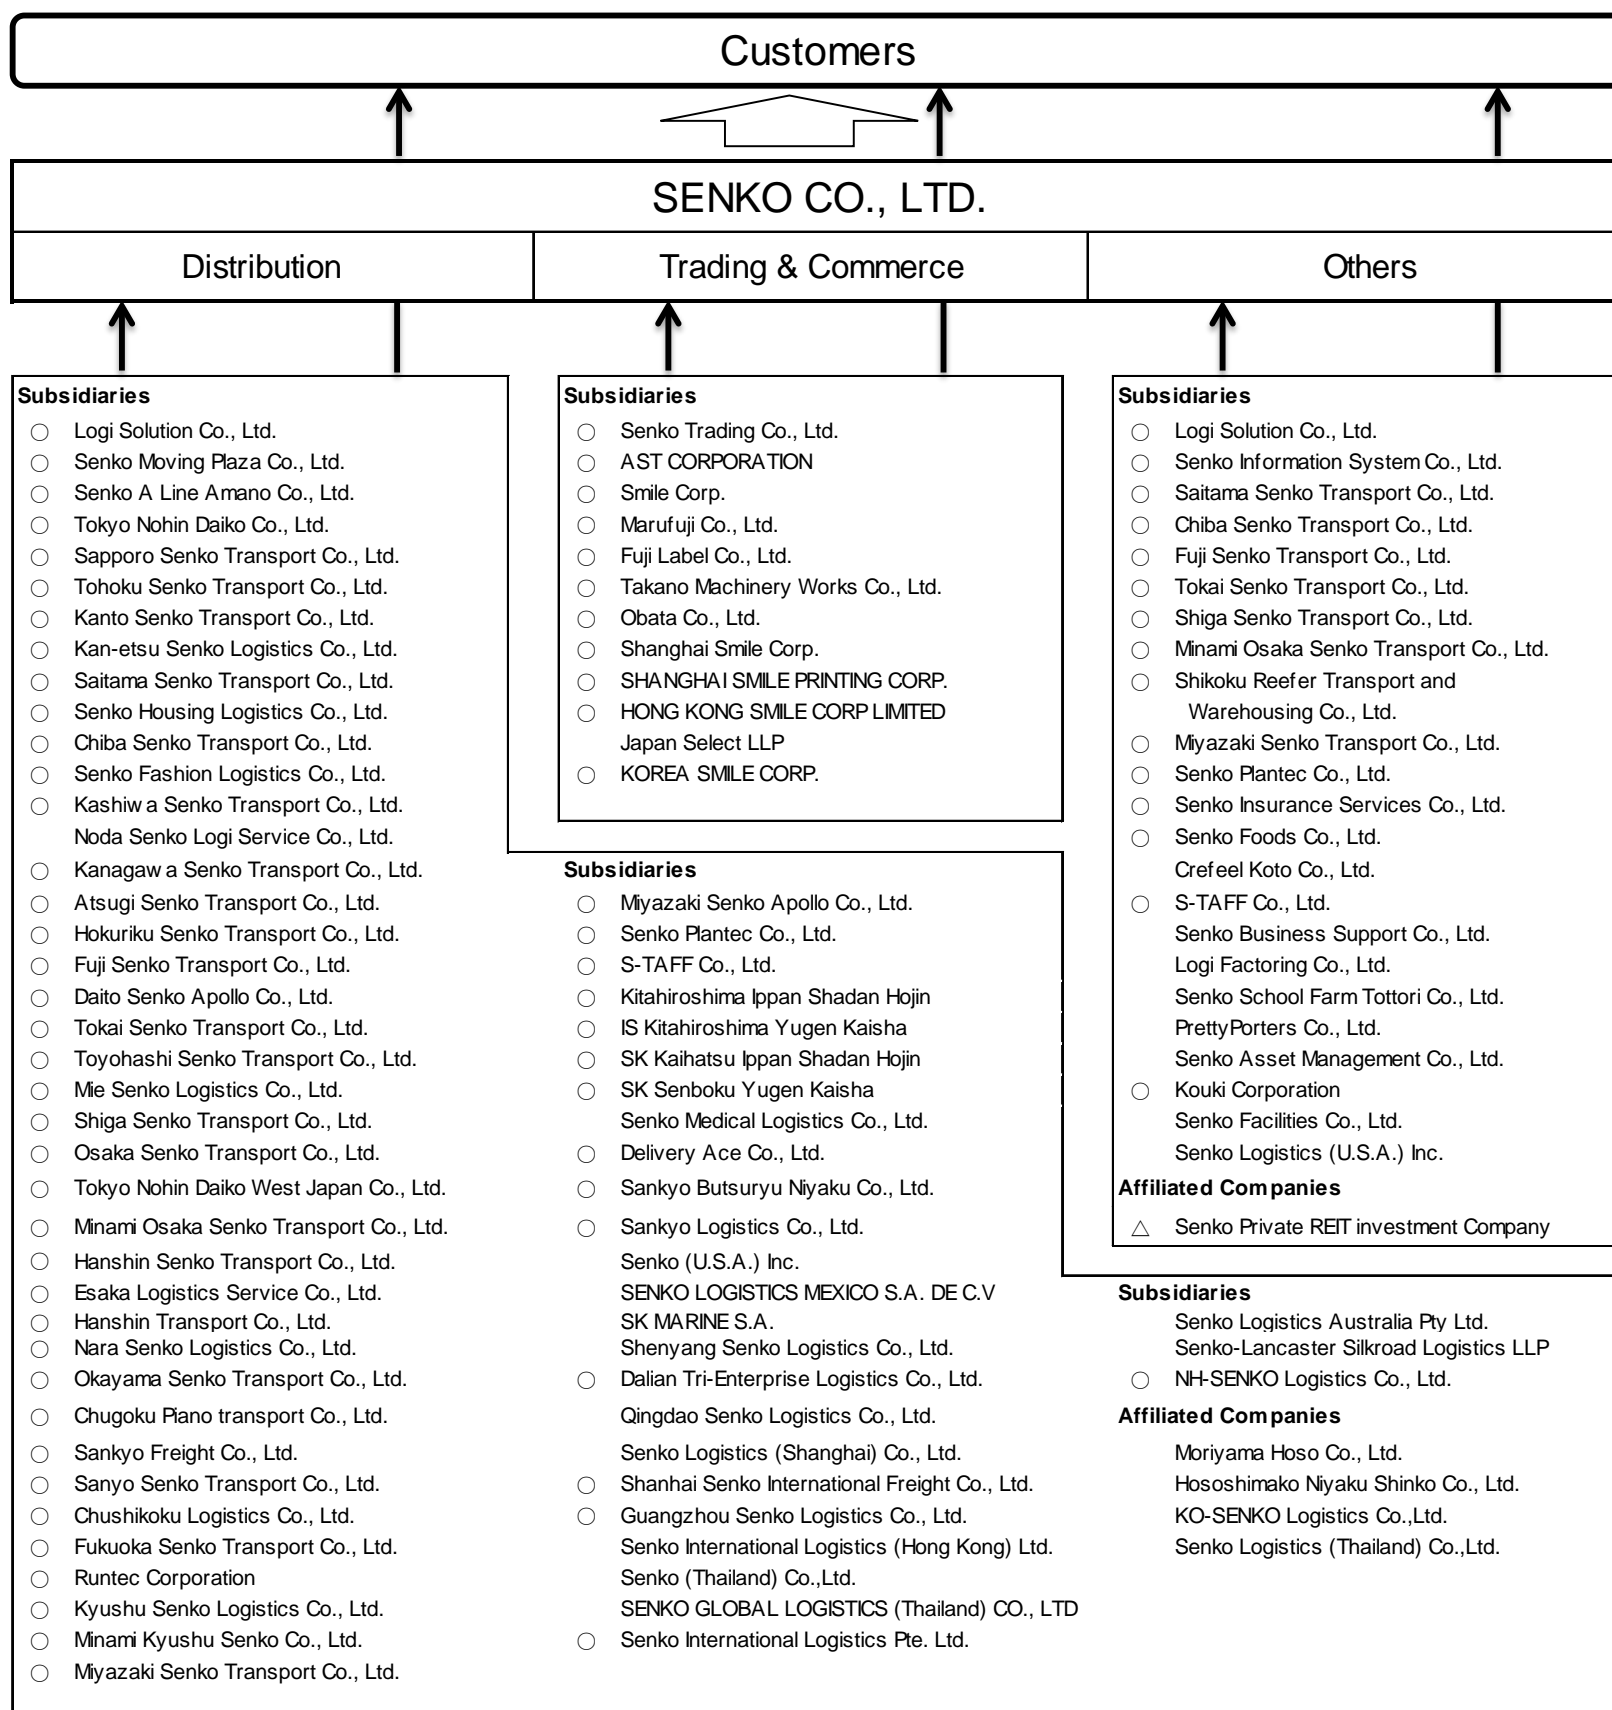 Customers
SENKO CO., LTD.
Distribution
Trading & Commerce
Others
Subsidiaries
○ Logi Solution Co., Ltd.
○ Senko Moving Plaza Co., Ltd.
○ Senko A Line Amano Co., Ltd.
○ Tokyo Nohin Daiko Co., Ltd.
○ Sapporo Senko Transport Co., Ltd.
○ Tohoku Senko Transport Co., Ltd.
○ Kanto Senko Transport Co., Ltd.
○ Kan-etsu Senko Logistics Co., Ltd.
○ Saitama Senko Transport Co., Ltd.
○ Senko Housing Logistics Co., Ltd.
○ Chiba Senko Transport Co., Ltd.
○ Senko Fashion Logistics Co., Ltd.
○ Kashiwa Senko Transport Co., Ltd.
Noda Senko Logi Service Co., Ltd.
○ Kanagawa Senko Transport Co., Ltd.
○ Atsugi Senko Transport Co., Ltd.
○ Hokuriku Senko Transport Co., Ltd.
○ Fuji Senko Transport Co., Ltd.
○ Daito Senko Apollo Co., Ltd.
○ Tokai Senko Transport Co., Ltd.
○ Toyohashi Senko Transport Co., Ltd.
○ Mie Senko Logistics Co., Ltd.
○ Shiga Senko Transport Co., Ltd.
○ Osaka Senko Transport Co., Ltd.
○ Tokyo Nohin Daiko West Japan Co., Ltd.
○ Minami Osaka Senko Transport Co., Ltd.
○ Hanshin Senko Transport Co., Ltd.
○ Esaka Logistics Service Co., Ltd.
○ Hanshin Transport Co., Ltd.
○ Nara Senko Logistics Co., Ltd.
○ Okayama Senko Transport Co., Ltd.
○ Chugoku Piano transport Co., Ltd.
○ Sankyo Freight Co., Ltd.
○ Sanyo Senko Transport Co., Ltd.
○ Chushikoku Logistics Co., Ltd.
○ Fukuoka Senko Transport Co., Ltd.
○ Runtec Corporation
○ Kyushu Senko Logistics Co., Ltd.
○ Minami Kyushu Senko Co., Ltd.
○ Miyazaki Senko Transport Co., Ltd.
Subsidiaries
○ Senko Trading Co., Ltd.
○ AST CORPORATION
○ Smile Corp.
○ Marufuji Co., Ltd.
○ Fuji Label Co., Ltd.
○ Takano Machinery Works Co., Ltd.
○ Obata Co., Ltd.
○ Shanghai Smile Corp.
○ SHANGHAI SMILE PRINTING CORP.
○ HONG KONG SMILE CORP LIMITED
Japan Select LLP
○ KOREA SMILE CORP.
Subsidiaries
○ Miyazaki Senko Apollo Co., Ltd.
○ Senko Plantec Co., Ltd.
○ S-TAFF Co., Ltd.
○ Kitahiroshima Ippan Shadan Hojin
○ IS Kitahiroshima Yugen Kaisha
○ SK Kaihatsu Ippan Shadan Hojin
○ SK Senboku Yugen Kaisha
Senko Medical Logistics Co., Ltd.
○ Delivery Ace Co., Ltd.
○ Sankyo Butsuryu Niyaku Co., Ltd.
○ Sankyo Logistics Co., Ltd.
Senko (U.S.A.) Inc.
SENKO LOGISTICS MEXICO S.A. DE C.V
SK MARINE S.A.
Shenyang Senko Logistics Co., Ltd.
○ Dalian Tri-Enterprise Logistics Co., Ltd.
Qingdao Senko Logistics Co., Ltd.
Senko Logistics (Shanghai) Co., Ltd.
○ Shanhai Senko International Freight Co., Ltd.
○ Guangzhou Senko Logistics Co., Ltd.
Senko International Logistics (Hong Kong) Ltd.
Senko (Thailand) Co.,Ltd.
SENKO GLOBAL LOGISTICS (Thailand) CO., LTD
○ Senko International Logistics Pte. Ltd.
Subsidiaries
○ Logi Solution Co., Ltd.
○ Senko Information System Co., Ltd.
○ Saitama Senko Transport Co., Ltd.
○ Chiba Senko Transport Co., Ltd.
○ Fuji Senko Transport Co., Ltd.
○ Tokai Senko Transport Co., Ltd.
○ Shiga Senko Transport Co., Ltd.
○ Minami Osaka Senko Transport Co., Ltd.
○ Shikoku Reefer Transport and
Warehousing Co., Ltd.
○ Miyazaki Senko Transport Co., Ltd.
○ Senko Plantec Co., Ltd.
○ Senko Insurance Services Co., Ltd.
○ Senko Foods Co., Ltd.
Crefeel Koto Co., Ltd.
○ S-TAFF Co., Ltd.
Senko Business Support Co., Ltd.
Logi Factoring Co., Ltd.
Senko School Farm Tottori Co., Ltd.
PrettyPorters Co., Ltd.
Senko Asset Management Co., Ltd.
○ Kouki Corporation
Senko Facilities Co., Ltd.
Senko Logistics (U.S.A.) Inc.
Affiliated Companies
△ Senko Private REIT investment Company
Subsidiaries
Senko Logistics Australia Pty Ltd.
Senko-Lancaster Silkroad Logistics LLP
○ NH-SENKO Logistics Co., Ltd.
Affiliated Companies
Moriyama Hoso Co., Ltd.
Hososhimako Niyaku Shinko Co., Ltd.
KO-SENKO Logistics Co.,Ltd.
Senko Logistics (Thailand) Co.,Ltd.